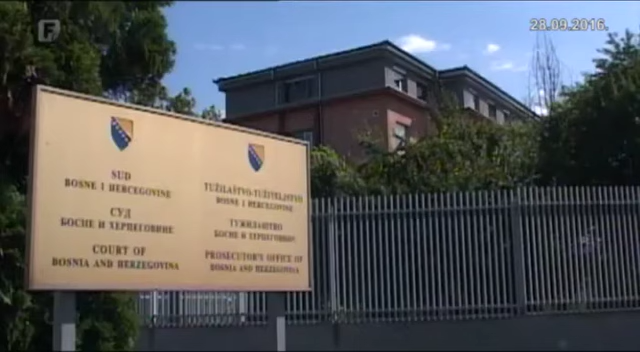 F
28.09.2016.
SUD
BOSNE I HERCEGOVINE
СУД
БОСНЕ И ХЕРЦЕГОВИНЕ
COURT OF
BOSNIA AND HERZEGOVINA
TUŽILAŠTVO-TUŽITELJSTVO
BOSNE I HERCEGOVINE
ТУЖИЛАШТВО
БОСНЕ И ХЕРЦЕГОВИНЕ
PROSECUTOR'S OFFICE OF
BOSNIA AND HERZEGOVINA